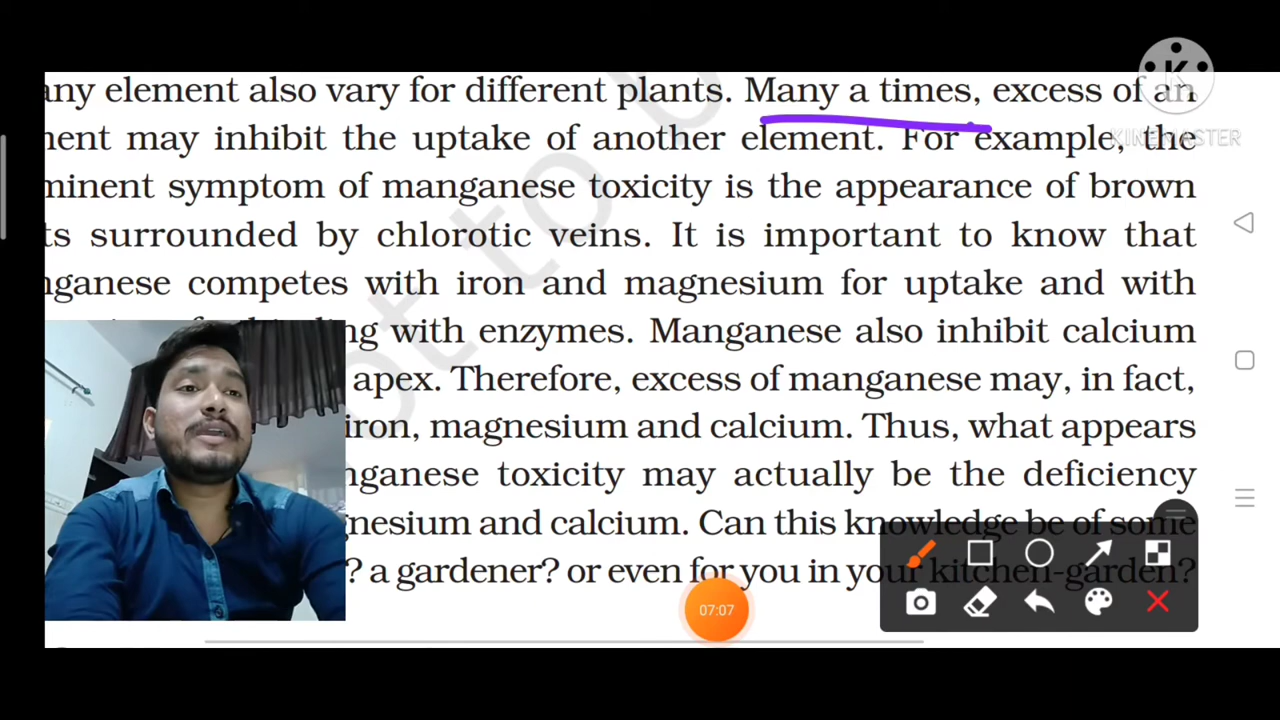 any element also vary for different plants. Many a times, excess of an
ment may inhibit the uptake of another element. For example, the
minent symptom of manganese toxicity is the appearance of brown
ts surrounded by chlorotic veins. It is important to know that
nganese competes with iron and magnesium for uptake and with
ng with enzymes. Manganese also inhibit calcium
apex. Therefore, excess of manganese may, in fact,
iron, magnesium and calcium. Thus, what appears
nganese toxicity may actually be the deficiency
gnesium and calcium. Can this knowledge be of some
? a gardener? or even for you in your kitchen-garden?
K
KINEMASTER
07:07